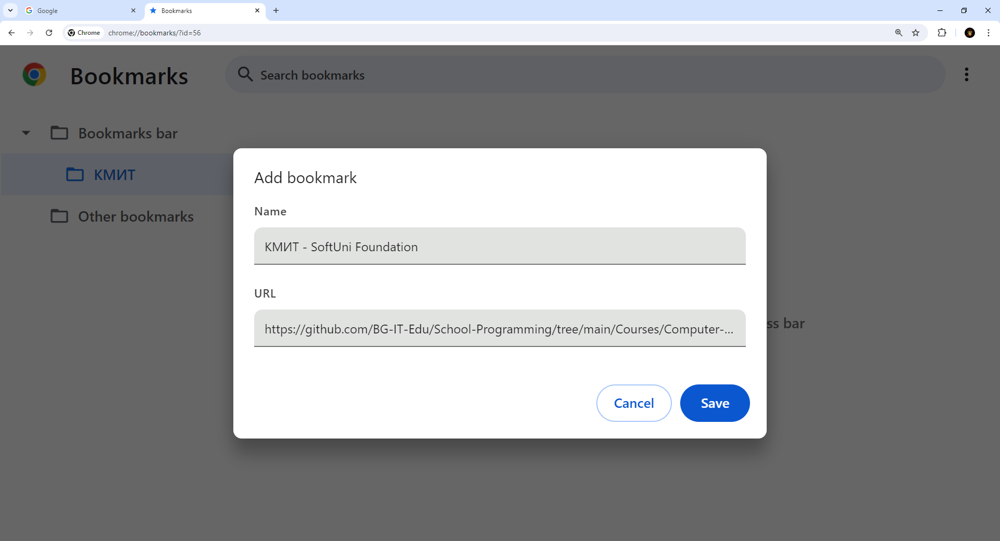 Google
Bookmarks
Chrome
chrome://bookmarks/?id=56
Bookmarks
Search bookmarks
Bookmarks bar
КМИТ
Other bookmarks
Add bookmark
Name
КМИТ - SoftUni Foundation
URL
https://github.com/BG-IT-Edu/School-Programming/tree/main/Courses/Computer-...
ss bar
Cancel
Save